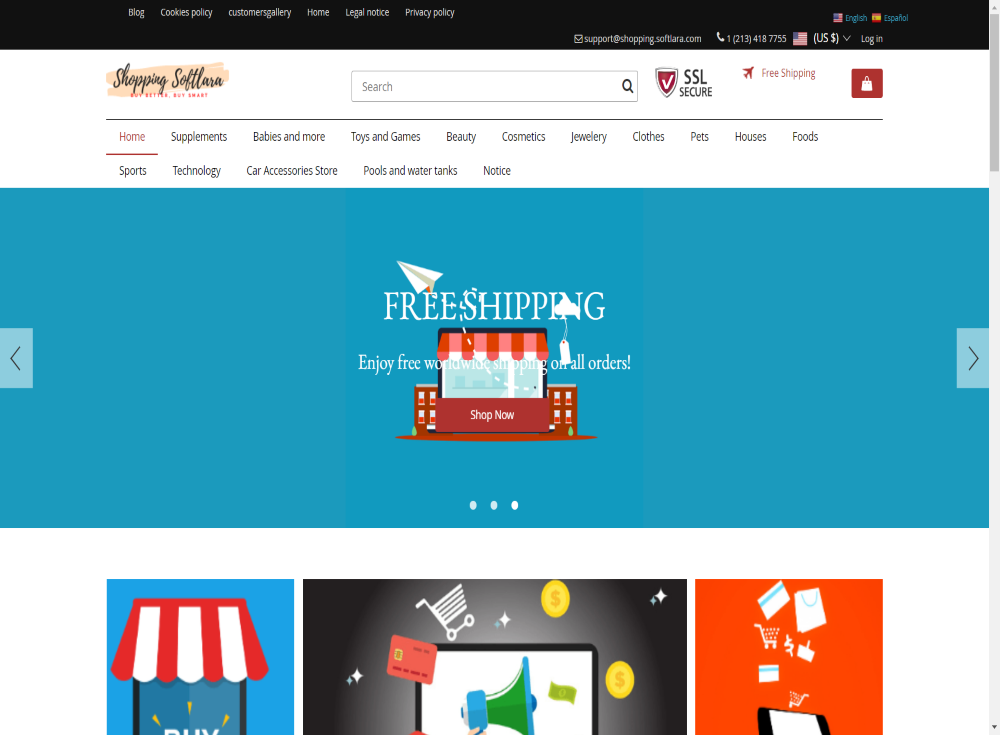 Blog Cookies policy customersgallery Home Legal notice Privacy policy
English Español
support@shopping.softlara.com 1 (213) 418 7755 (US $) Log in
Shopping Softlara
BUY BETTER, BUY SMART
Search
SSL
SECURE
Free Shipping
Home Supplements Babies and more Toys and Games Beauty Cosmetics Jewelery Clothes Pets Houses Foods
Sports Technology Car Accessories Store Pools and water tanks Notice
FREE SHIPPING
Enjoy free worldwide shipping on all orders!
Shop Now
BUY